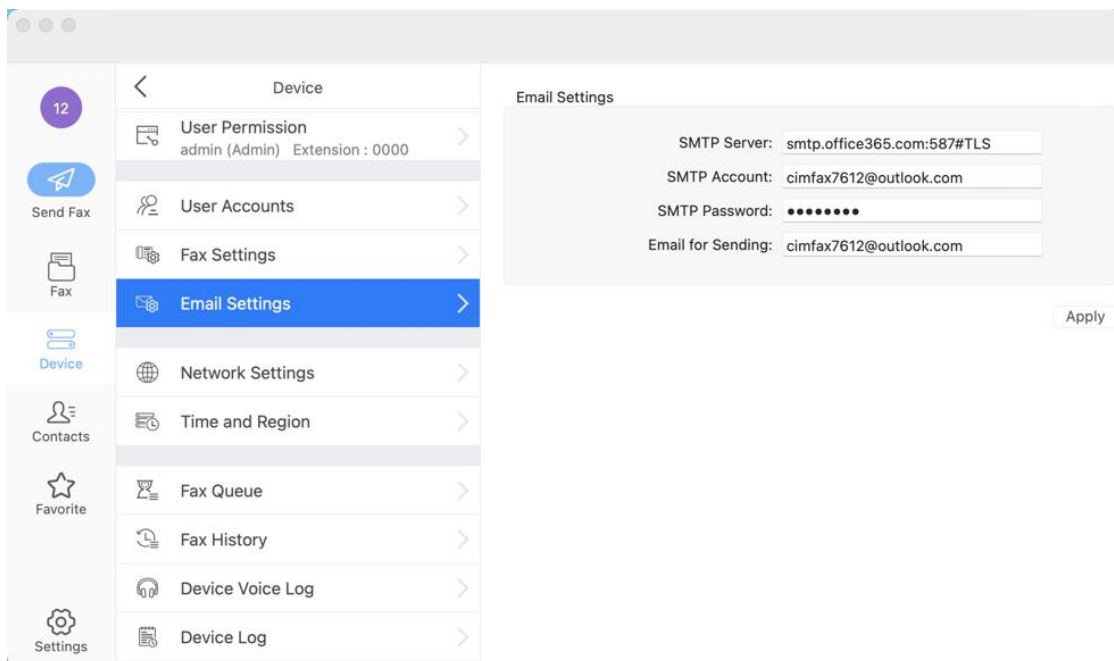 12
Send Fax
Fax
Device
Contacts
Favorite
Settings
Device
User Permission
admin (Admin) Extension : 0000
User Accounts
Fax Settings
Email Settings
Network Settings
Time and Region
Fax Queue
Fax History
Device Voice Log
Device Log
Email Settings
SMTP Server: smtp.office365.com:587#TLS
SMTP Account: cimfax7612@outlook.com
SMTP Password: ••••••••
Email for Sending: cimfax7612@outlook.com
Apply